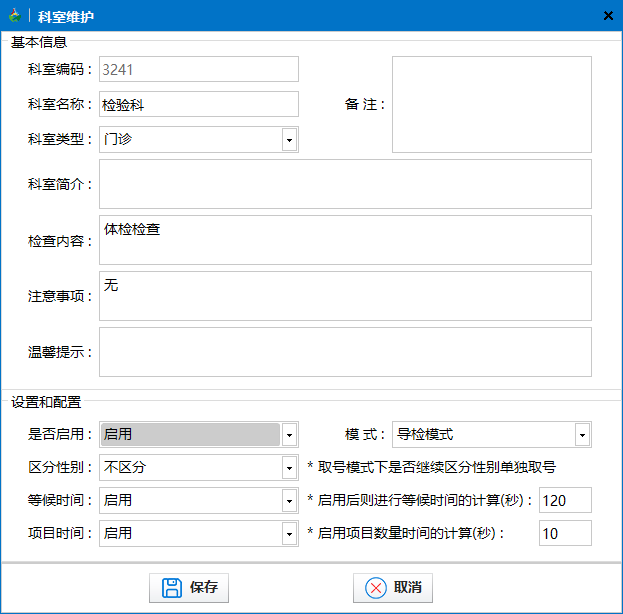 科室维护
基本信息
科室编码： 3241
科室名称： 检验科
备 注：
科室类型： 门诊
科室简介：
检查内容： 体检检查
注意事项： 无
温馨提示：
设置和配置
是否启用： 启用 模 式： 导检模式
区分性别： 不区分 * 取号模式下是否继续区分性别单独取号
等候时间： 启用 * 启用后则进行等候时间的计算(秒)： 120
项目时间： 启用 * 启用项目数量时间的计算(秒)： 10
保存 取消